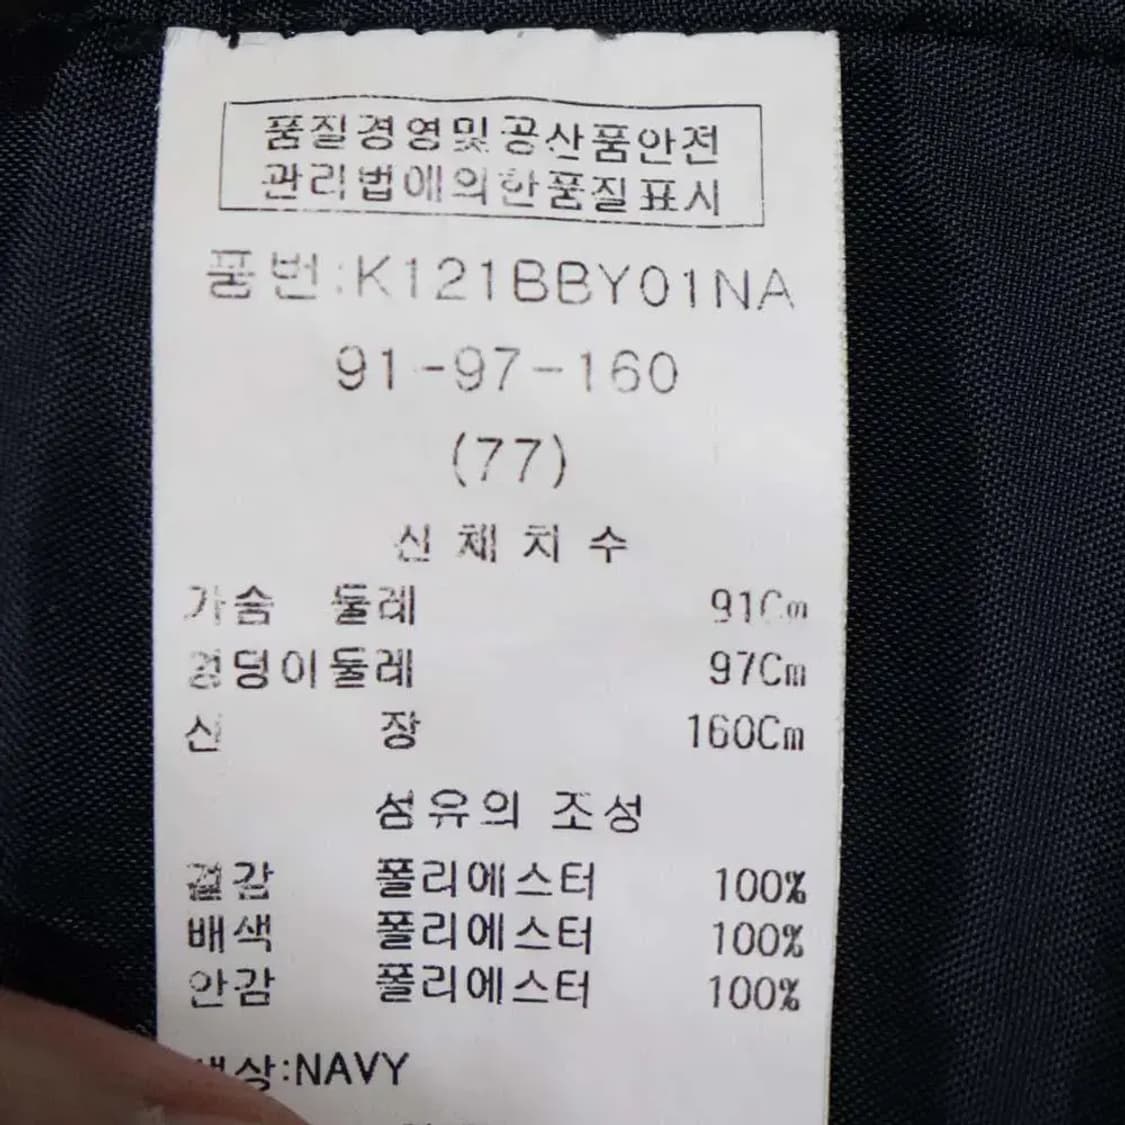 품질경영및공산품안전
관리법에의한품질표시
품번:K121BBY01NA
91-97-160
(77)
신체치수
가슴 둘레 91Cm
엉덩이둘레 97Cm
신 장 160Cm
섬유의 조성
겉감 폴리에스터 100%
배색 폴리에스터 100%
안감 폴리에스터 100%
색상:NAVY